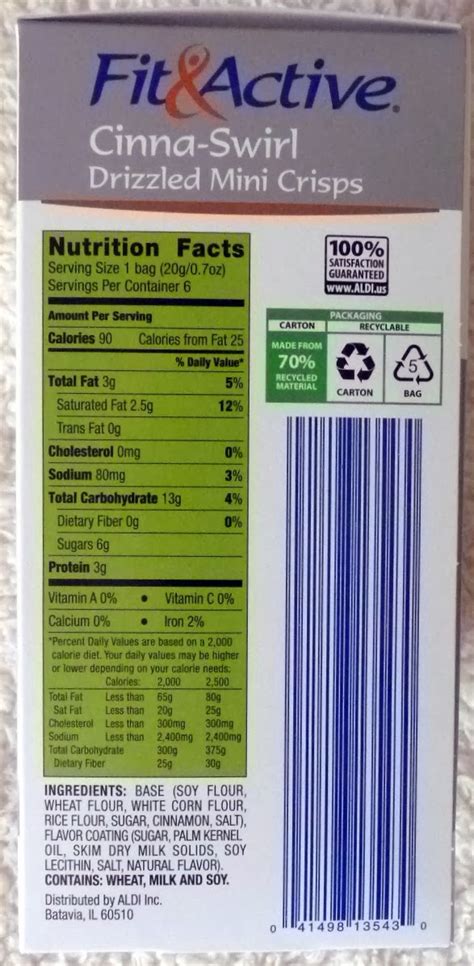 Fit&Active®
Cinna-Swirl
Drizzled Mini Crisps
Nutrition Facts
Serving Size 1 bag (20g/0.7oz)
Servings Per Container 6
Amount Per Serving
Calories 90 Calories from Fat 25
% Daily Value*
Total Fat 3g 5%
Saturated Fat 2.5g 12%
Trans Fat 0g
Cholesterol 0mg 0%
Sodium 80mg 3%
Total Carbohydrate 13g 4%
Dietary Fiber 0g 0%
Sugars 6g
Protein 3g
Vitamin A 0% • Vitamin C 0%
Calcium 0% • Iron 2%
*Percent Daily Values are based on a 2,000
calorie diet. Your daily values may be higher
or lower depending on your calorie needs:
Calories: 2,000 2,500
Total Fat Less than 65g 80g
Sat Fat Less than 20g 25g
Cholesterol Less than 300mg 300mg
Sodium Less than 2,400mg 2,400mg
Total Carbohydrate 300g 375g
Dietary Fiber 25g 30g
INGREDIENTS: BASE (SOY FLOUR,
WHEAT FLOUR, WHITE CORN FLOUR,
RICE FLOUR, SUGAR, CINNAMON, SALT),
FLAVOR COATING (SUGAR, PALM KERNEL
OIL, SKIM DRY MILK SOLIDS, SOY
LECITHIN, SALT, NATURAL FLAVOR).
CONTAINS: WHEAT, MILK AND SOY.
Distributed by ALDI Inc.
Batavia, IL 60510
100%
SATISFACTION
GUARANTEED
www.ALDI.us
PACKAGING
CARTON RECYCLABLE
MADE FROM
70%
RECYCLED
MATERIAL
CARTON
5
BAG
0 41498 13543 0